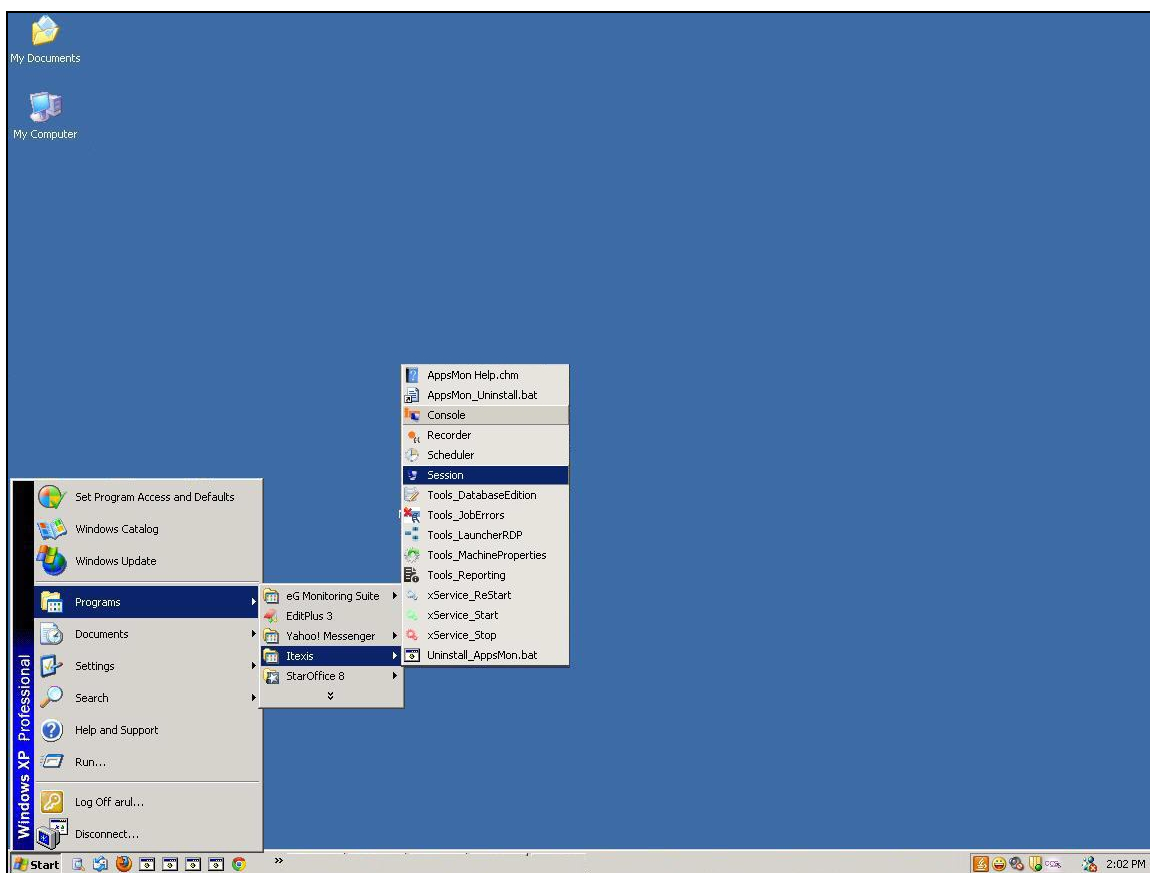 My Documents
My Computer
AppsMon Help.chm
AppsMon_Uninstall.bat
Console
Recorder
Scheduler
Session
Tools_DatabaseEdition
Tools_JobErrors
Tools_LauncherRDP
Tools_MachineProperties
Tools_Reporting
xService_ReStart
xService_Start
xService_Stop
Uninstall_AppsMon.bat
Set Program Access and Defaults
Windows Catalog
Windows Update
Programs
Documents
Settings
Search
Help and Support
Run...
Log Off arul...
Disconnect...
eG Monitoring Suite
EditPlus 3
Yahoo! Messenger
Itexis
StarOffice 8
Windows XP Professional
Start
»
2:02 PM